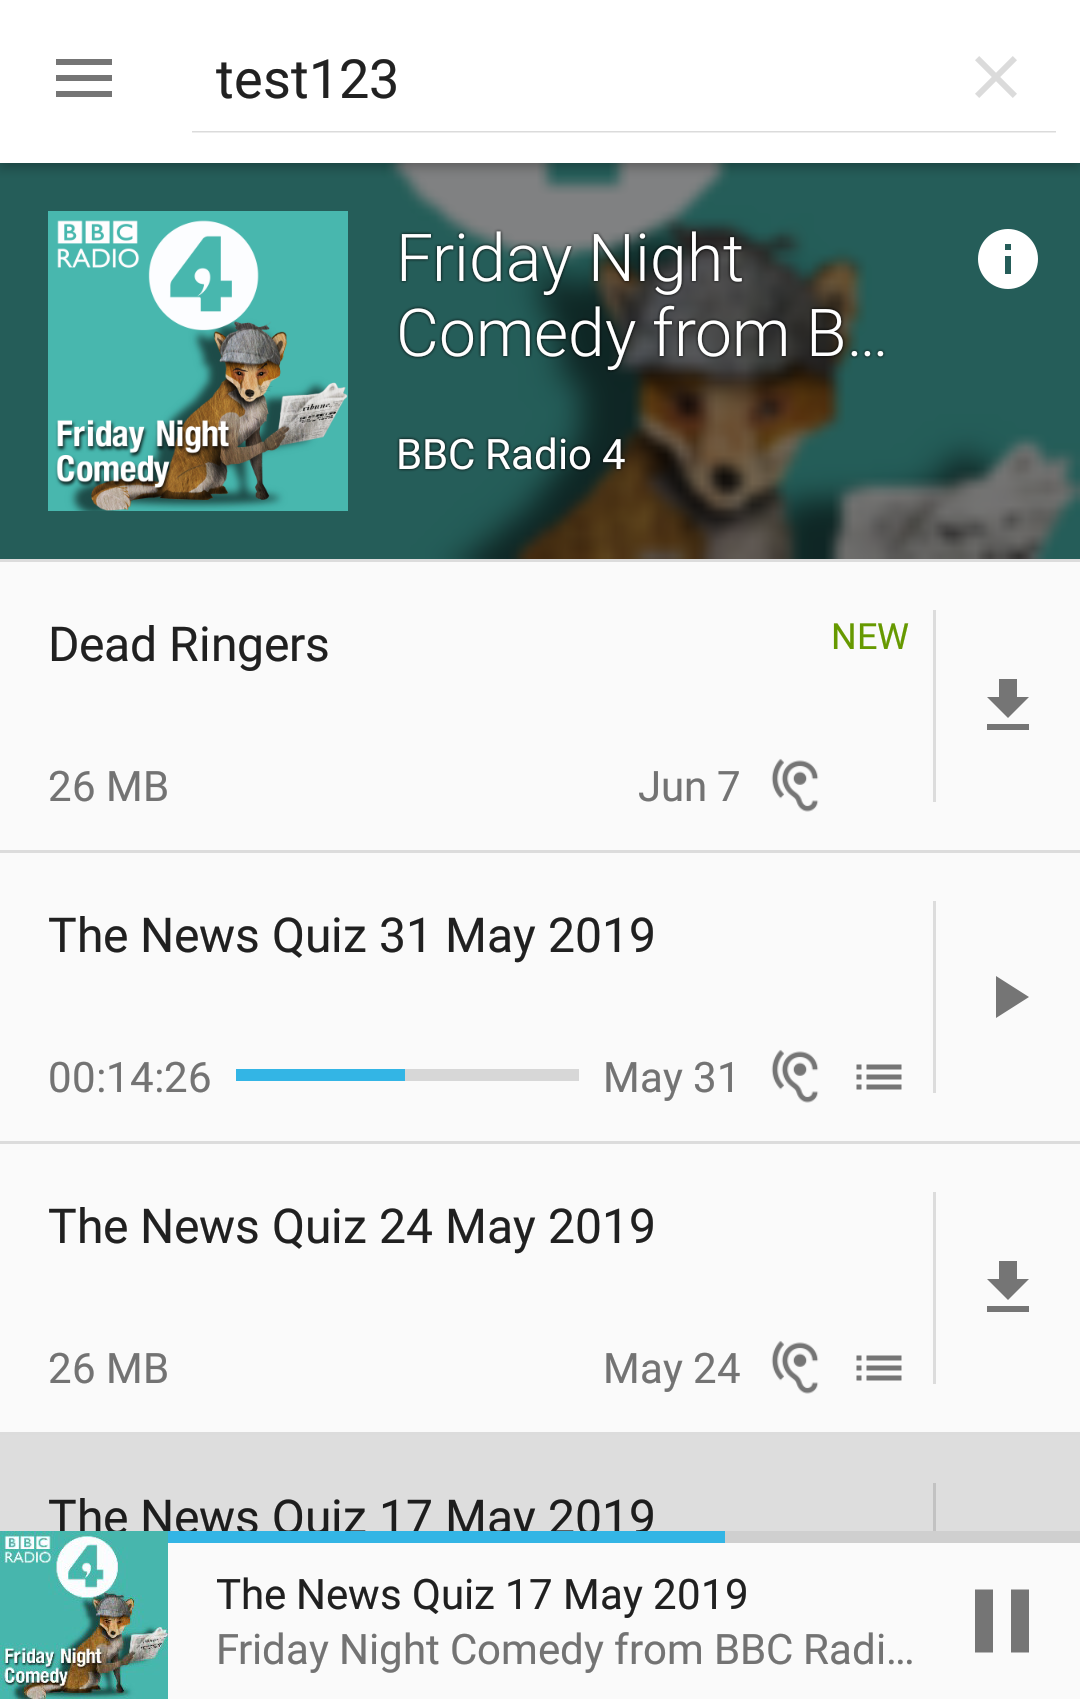 test123
BBC
RADIO
4
Friday Night
Comedy
Friday Night
Comedy from B...
BBC Radio 4
Dead Ringers
NEW
26 MB
Jun 7
The News Quiz 31 May 2019
00:14:26
May 31
The News Quiz 24 May 2019
26 MB
May 24
The News Quiz 17 May 2019
BBC
RADIO
4
Friday Night
Comedy
The News Quiz 17 May 2019
Friday Night Comedy from BBC Radi...